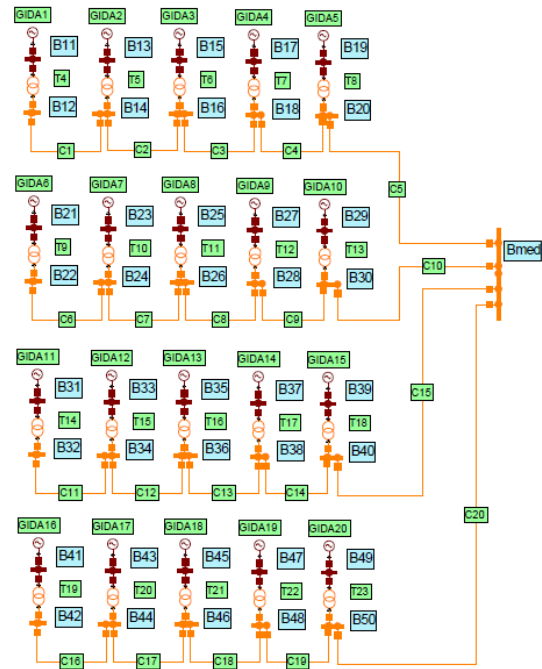 GIDA1 GIDA2 GIDA3 GIDA4 GIDA5
B11 B13 B15 B17 B19
T4 T5 T6 T7 T8
B12 B14 B16 B18 B20
C1 C2 C3 C4
C5
GIDA6 GIDA7 GIDA8 GIDA9 GIDA10
B21 B23 B25 B27 B29
T9 T10 T11 T12 T13
Bmed
C10
B22 B24 B26 B28 B30
C6 C7 C8 C9
GIDA11 GIDA12 GIDA13 GIDA14 GIDA15
B31 B33 B35 B37 B39
C15
T14 T15 T16 T17 T18
B32 B34 B36 B38 B40
C11 C12 C13 C14
C20
GIDA16 GIDA17 GIDA18 GIDA19 GIDA20
B41 B43 B45 B47 B49
T19 T20 T21 T22 T23
B42 B44 B46 B48 B50
C16 C17 C18 C19